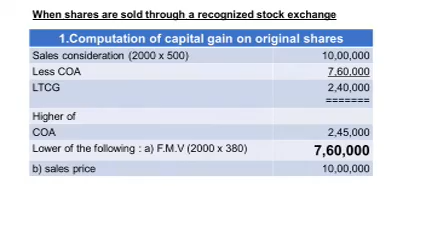 When shares are sold through a recognized stock exchange
1.Computation of capital gain on original shares
Sales consideration (2000 x 500) 10,00,000
Less COA 7,60,000
LTCG 2,40,000
=======
Higher of
COA 2,45,000
Lower of the following : a) F.M.V (2000 x 380) 7,60,000
b) sales price 10,00,000